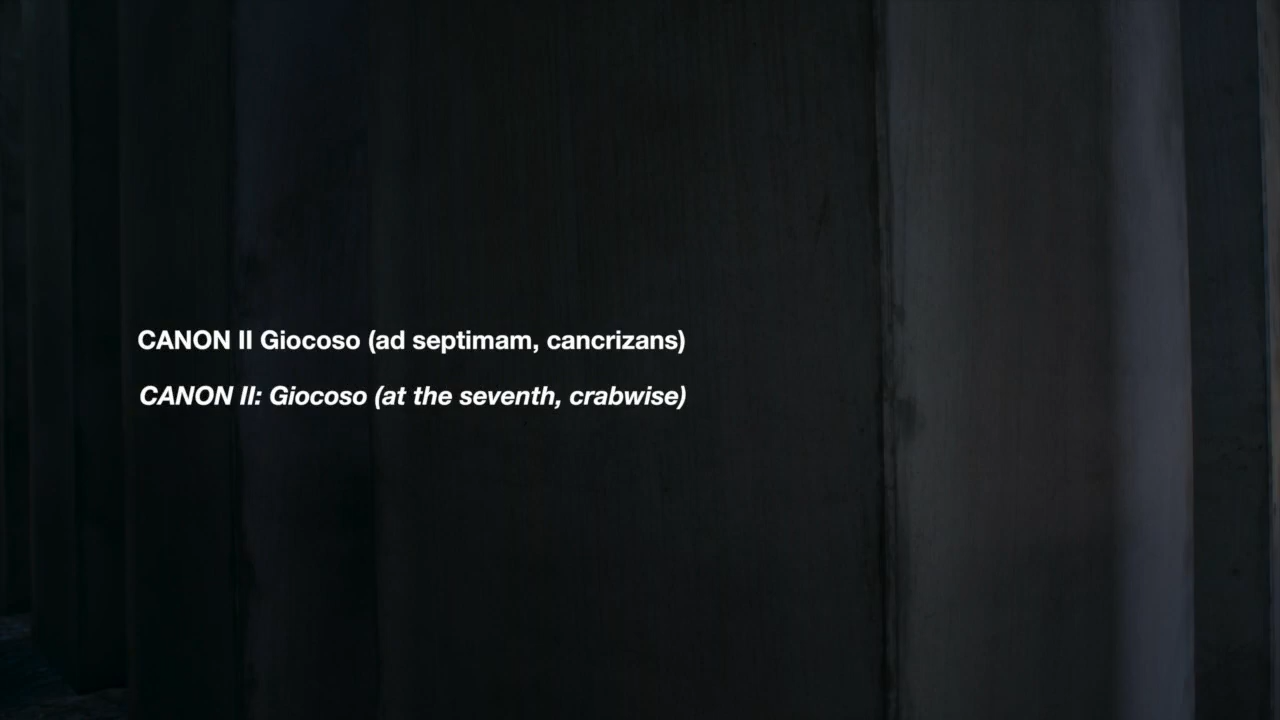 CANON II Giocoso (ad septimam, cancrizans)
CANON II: Giocoso (at the seventh, crabwise)